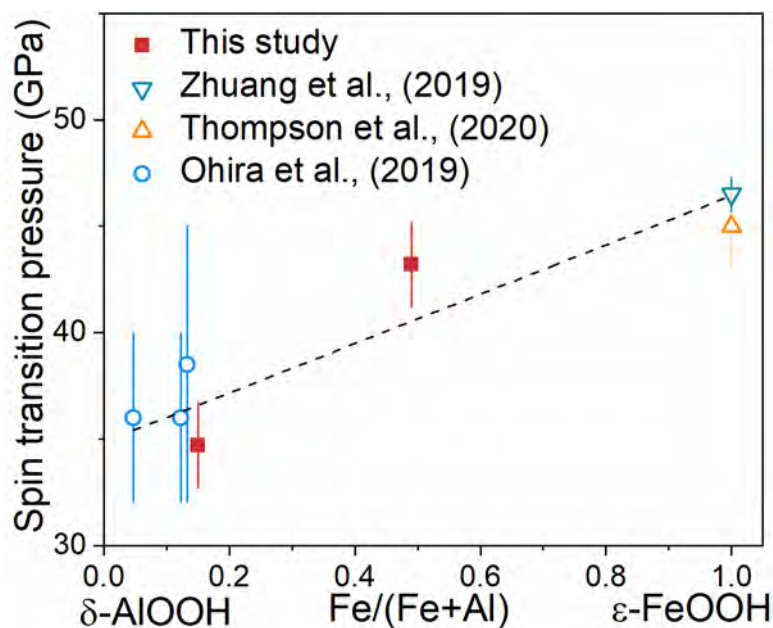 This study
Zhuang et al., (2019)
Thompson et al., (2020)
Ohira et al., (2019)
Spin transition pressure (GPa)
50
40
30
0.0 0.2 0.4 0.6 0.8 1.0
δ-AlOOH Fe/(Fe+Al) ε-FeOOH